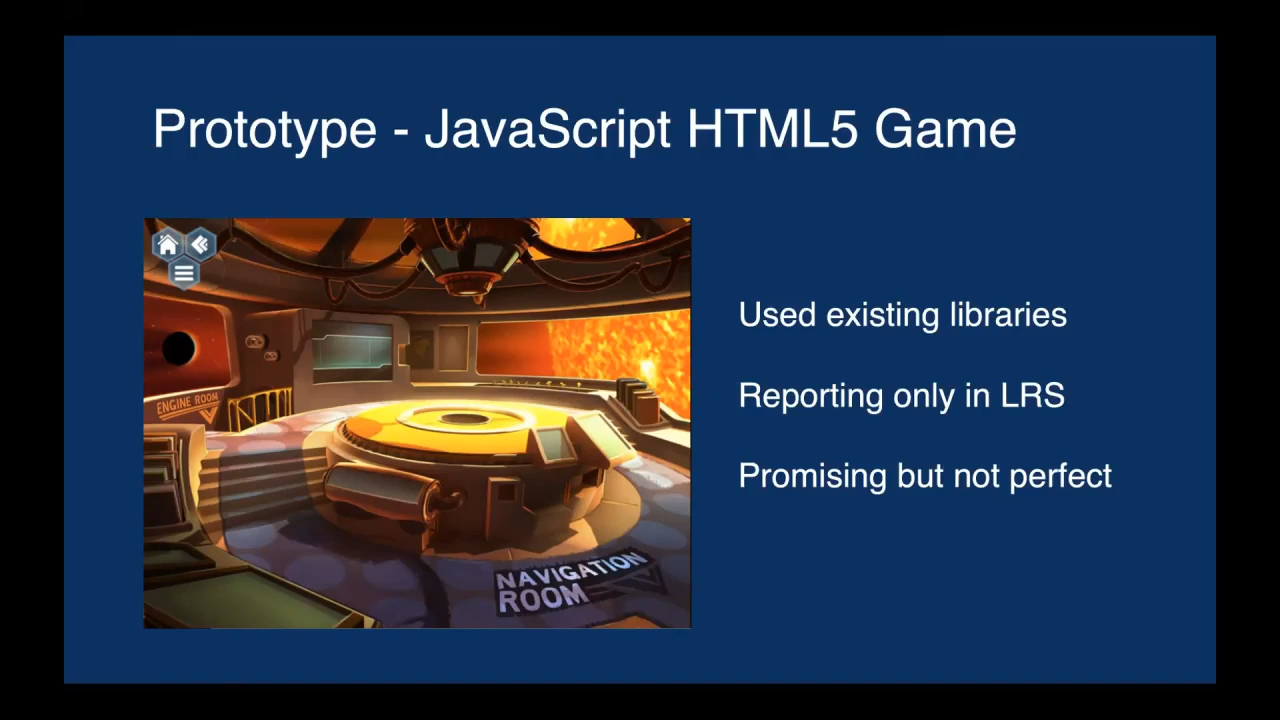 Prototype - JavaScript HTML5 Game
ENGINE ROOM
NAVIGATION
ROOM
Used existing libraries
Reporting only in LRS
Promising but not perfect